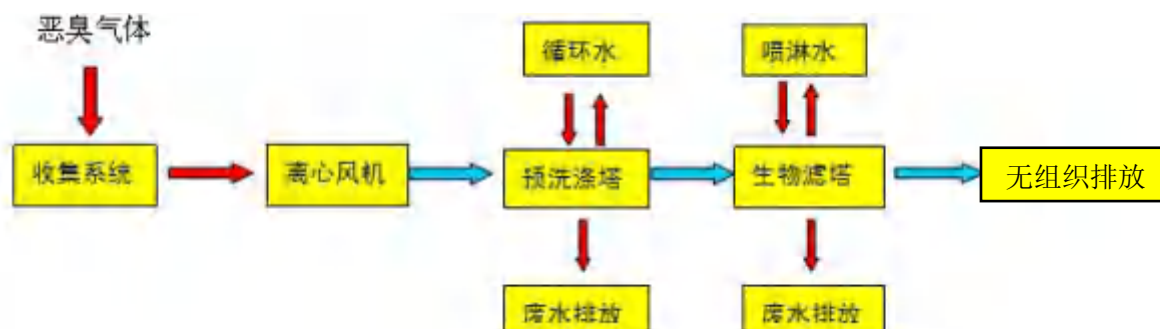 恶臭气体
循环水
喷淋水
收集系统
离心风机
预洗涤塔
生物滤塔
无组织排放
废水排放
废水排放